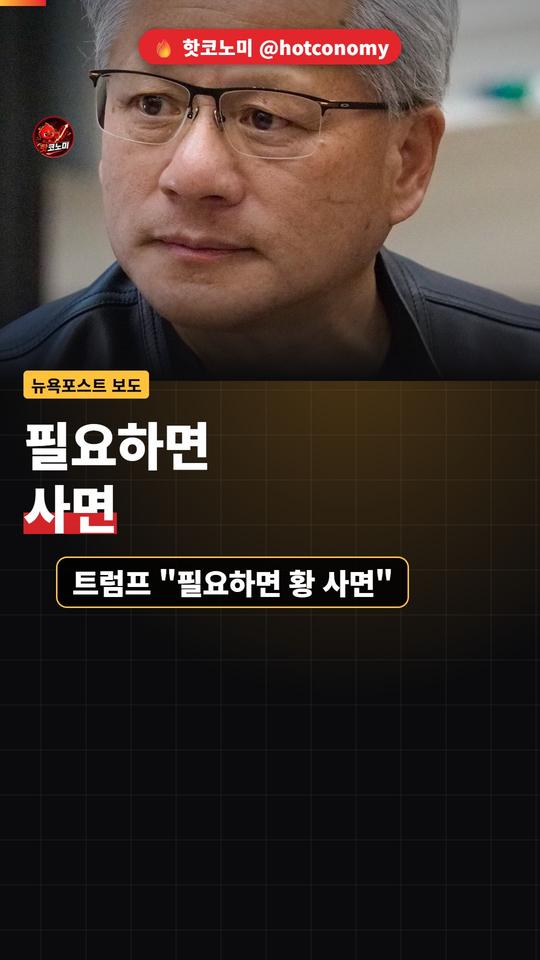 🔥 핫코노미 @hotconomy
핫코노미
뉴욕포스트 보도
필요하면
사면
트럼프 "필요하면 황 사면"